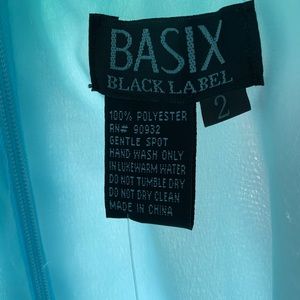 BASIX
BLACK LABEL
2
100% POLYESTER
RN# 90932
GENTLE SPOT
HAND WASH ONLY
IN LUKEWARM WATER
DO NOT TUMBLE DRY
DO NOT DRY CLEAN
MADE IN CHINA